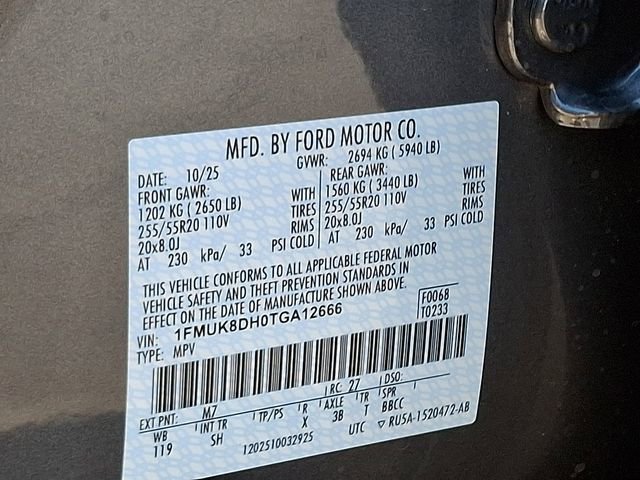 MFD. BY FORD MOTOR CO.
DATE: 10/25 GVWR: 2694 KG ( 5940 LB)
FRONT GAWR: REAR GAWR:
1202 KG ( 2650 LB) WITH 1560 KG ( 3440 LB) WITH
255/55R20 110V TIRES 255/55R20 110V TIRES
20x8.0J RIMS 20x8.0J RIMS
AT 230 kPa/ 33 PSI COLD AT 230 kPa/ 33 PSI COLD
THIS VEHICLE CONFORMS TO ALL APPLICABLE FEDERAL MOTOR
VEHICLE SAFETY AND THEFT PREVENTION STANDARDS IN
EFFECT ON THE DATE OF MANUFACTURE SHOWN ABOVE.
VIN: 1FMUK8DH0TGA12666 F0068
TYPE: MPV T0233
EXT PNT: M7 RC: 27 DSO:
WB INT TR TP/PS R AXLE TR SPR
119 SH X 3B T BBCC
1202510032925 UTC ▽ RU5A-1520472-AB